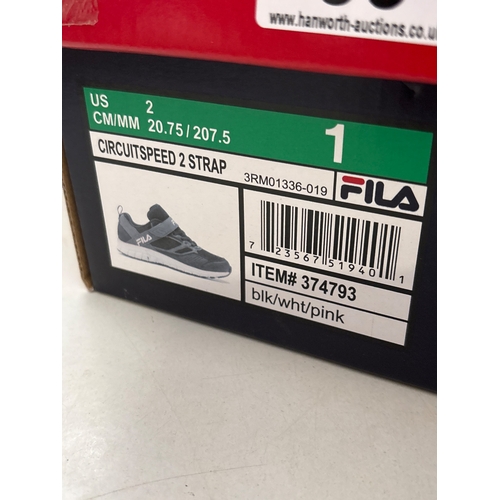 www.hanworth-auctions.co.uk
US 2
CM/MM 20.75/207.5
1
CIRCUITSPEED 2 STRAP
3RM01336-019
FILA
FILA
7 23567 51940 1
ITEM# 374793
blk/wht/pink